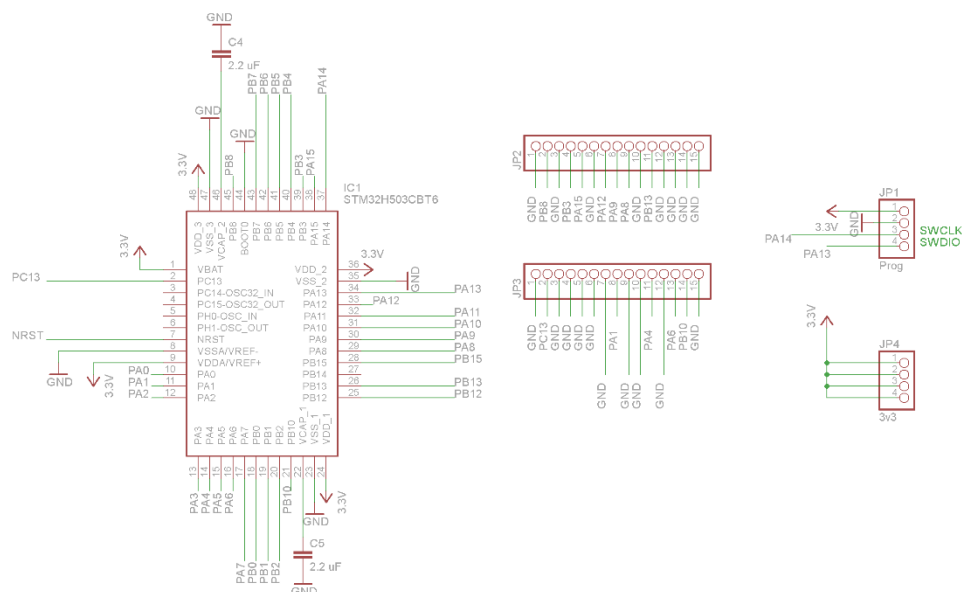 GND
C4
2.2 uF
PB7
PB6
PB5
PB4
PA14
GND
GND
3.3V
PB8
PB3
PA15
48
47
46
45
44
43
42
41
40
39
38
37
IC1
STM32H503CBT6
VDD_3
VSS_3
VCAP_2
PB8
BOOT0
PB7
PB6
PB5
PB4
PB3
PA15
PA14
3.3V
1 VBAT
PC13 2 PC13
3 PC14-OSC32_IN
4 PC15-OSC32_OUT
5 PH0-OSC_IN
6 PH1-OSC_OUT
NRST 7 NRST
8 VSSA/VREF-
9 VDDA/VREF+
GND
3.3V
PA0 10 PA0
PA1 11 PA1
PA2 12 PA2
3.3V
VDD_2 36
VSS_2 35 GND
PA13 34 PA13
PA12 33 PA12
PA11 32 PA11
PA10 31 PA10
PA9 30 PA9
PA8 29 PA8
PB15 28 PB15
PB14 27
PB13 26 PB13
PB12 25 PB12
PA3
PA4
PA5
PA6
PA7
PB0
PB1
PB2
PB10
VCAP_1
VSS_1
VDD_1
13
14
15
16
17
18
19
20
21
22
23
24
PA3
PA4
PA5
PA6
PB10
GND
3.3V
PA7
PB0
PB1
PB2
C5
2.2 uF
GND
JP2
1 2 3 4 5 6 7 8 9 10 11 12 13 14 15
GND
PB8
GND
PB3
PA15
GND
PA12
PA9
PA8
GND
PB13
GND
GND
GND
GND
JP3
1 2 3 4 5 6 7 8 9 10 11 12 13 14 15
GND
PC13
GND
GND
GND
GND
PA1
PA4
PA6
PB10
GND
GND
GND
GND
GND
JP1
1
2
3
4
3.3V
GND
PA14
PA13
SWCLK
SWDIO
Prog
JP4
1
2
3
4
3.3V
3v3